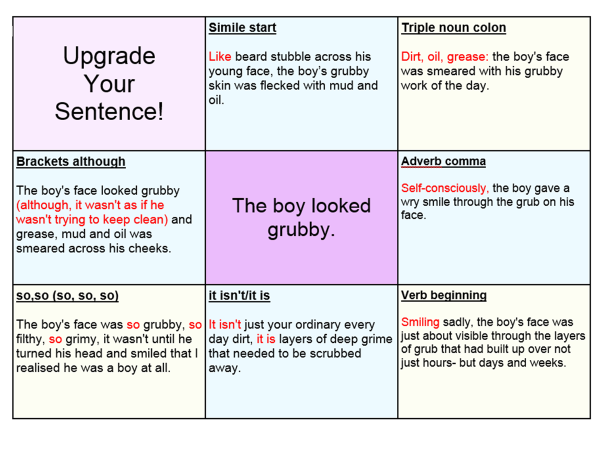 Upgrade
Your
Sentence!
Simile start
Like beard stubble across his
young face, the boy's grubby
skin was flecked with mud and
oil.
Triple noun colon
Dirt, oil, grease: the boy's face
was smeared with his grubby
work of the day.
Brackets although
The boy's face looked grubby
(although, it wasn't as if he
wasn't trying to keep clean) and
grease, mud and oil was
smeared across his cheeks.
The boy looked
grubby.
Adverb comma
Self-consciously, the boy gave a
wry smile through the grub on his
face.
so,so (so, so, so)
The boy's face was so grubby, so
filthy, so grimy, it wasn't until he
turned his head and smiled that I
realised he was a boy at all.
it isn't/it is
It isn't just your ordinary every
day dirt, it is layers of deep grime
that needed to be scrubbed
away.
Verb beginning
Smiling sadly, the boy's face was
just about visible through the layers
of grub that had built up over not
just hours- but days and weeks.